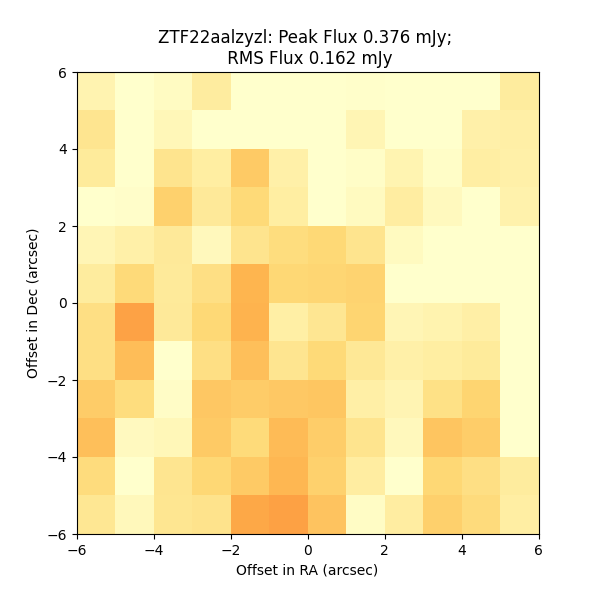 ZTF22aalzyzl: Peak Flux 0.376 mJy;
RMS Flux 0.162 mJy
6
4
2
0
−2
−4
−6
Offset in Dec (arcsec)
−6 −4 −2 0 2 4 6
Offset in RA (arcsec)